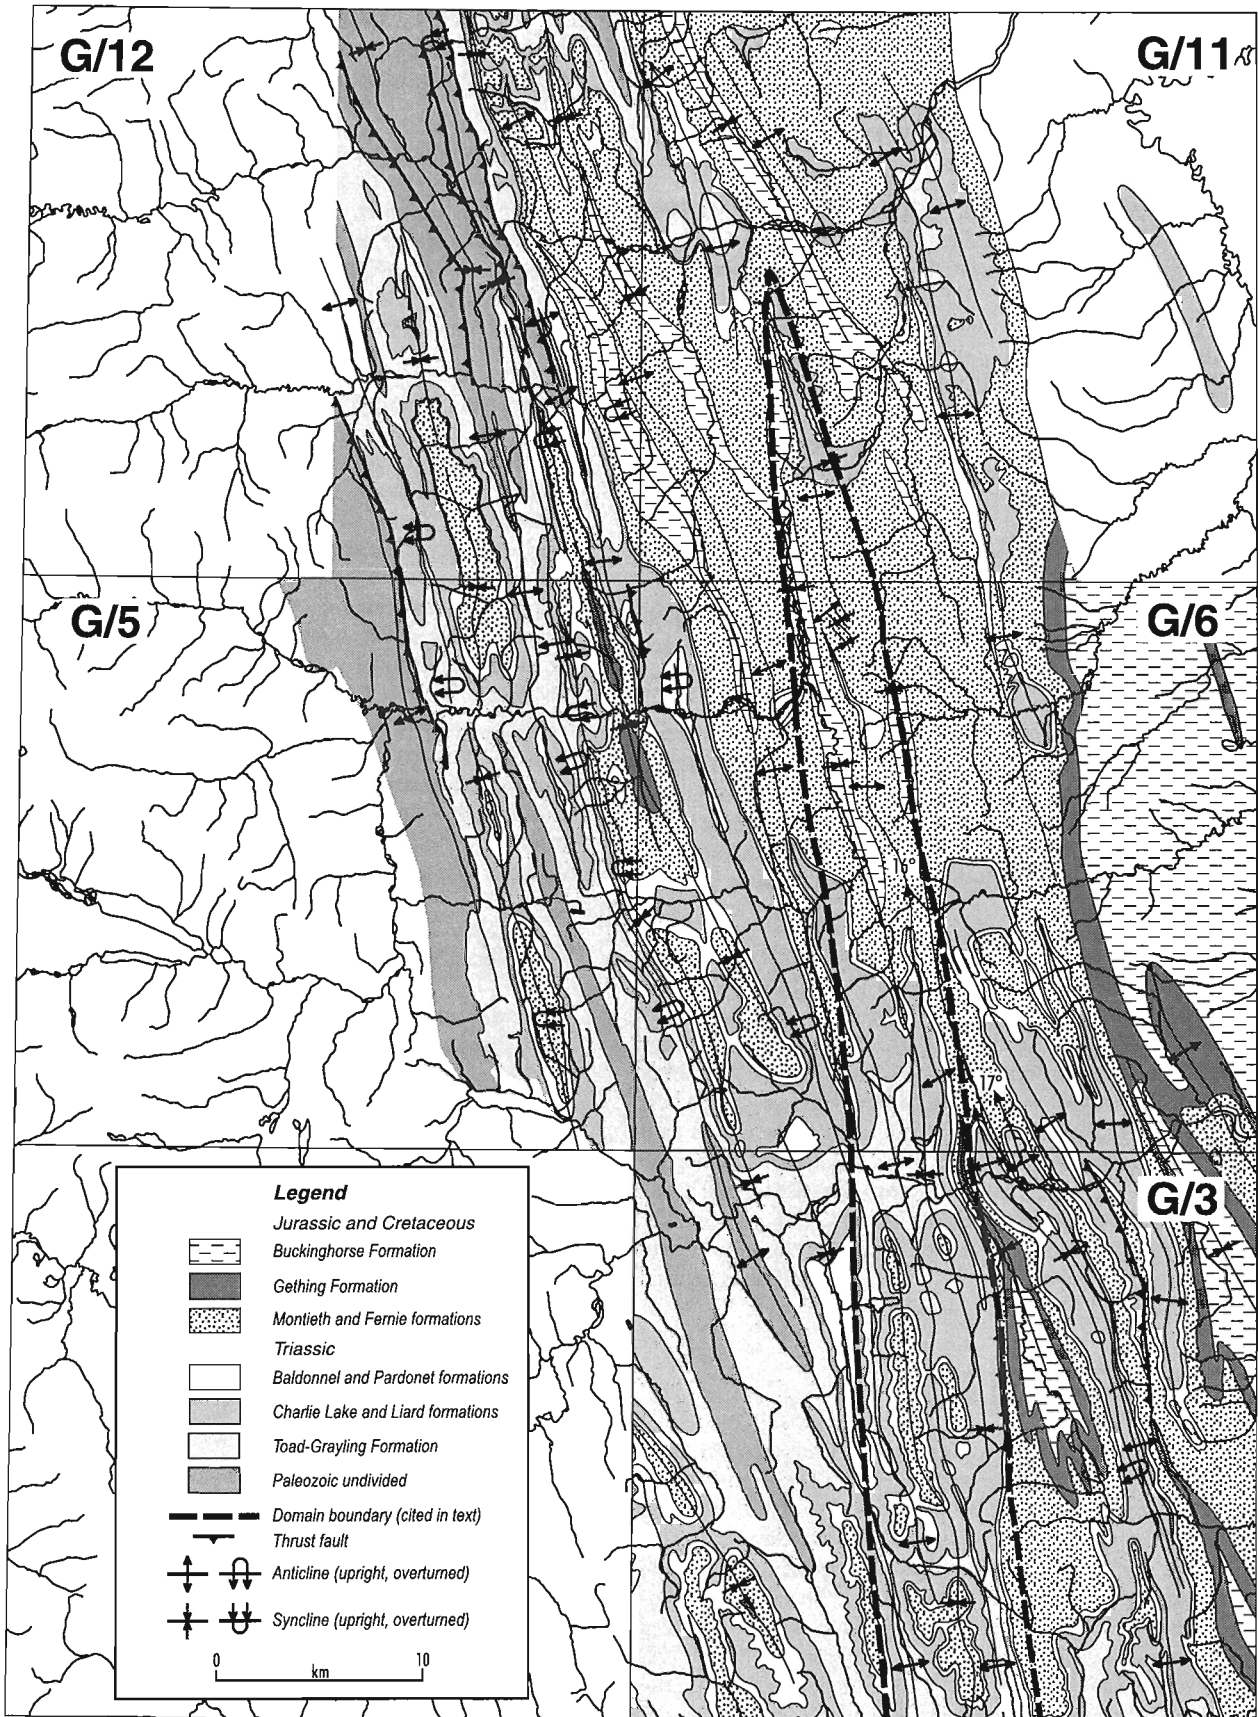 G/12
G/11
G/5
G/6
17°
G/3
Legend
Jurassic and Cretaceous
Buckinghorse Formation
Gething Formation
Montieth and Fernie formations
Triassic
Baldonnel and Pardonet formations
Charlie Lake and Liard formations
Toad-Grayling Formation
Paleozoic undivided
Domain boundary (cited in text)
Thrust fault
Anticline (upright, overturned)
Syncline (upright, overturned)
0 10
km